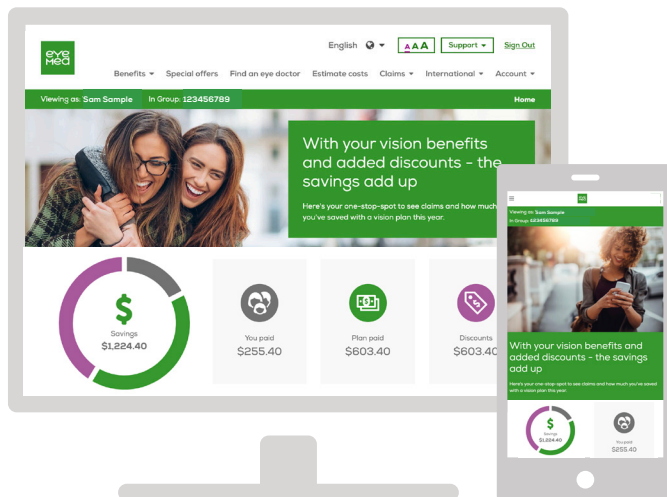 eye
med
English
A A A
Support
Sign Out
Benefits
Special offers
Find an eye doctor
Estimate costs
Claims
International
Account
Viewing as: Sam Sample
In Group: 123456789
Home
With your vision benefits
and added discounts - the
savings add up
Here's your one-stop-spot to see claims and how much
you've saved with a vision plan this year.
$
Savings
$1,224.40
You paid
$255.40
Plan paid
$603.40
Discounts
$603.40
eye
med
Viewing as: Sam Sample
In Group: 123456789
With your vision benefits and
added discounts - the savings
add up
Here's your one-stop-spot to see claims and how much you've saved
with a vision plan this year.
$
Savings
$1,224.40
You paid
$255.40